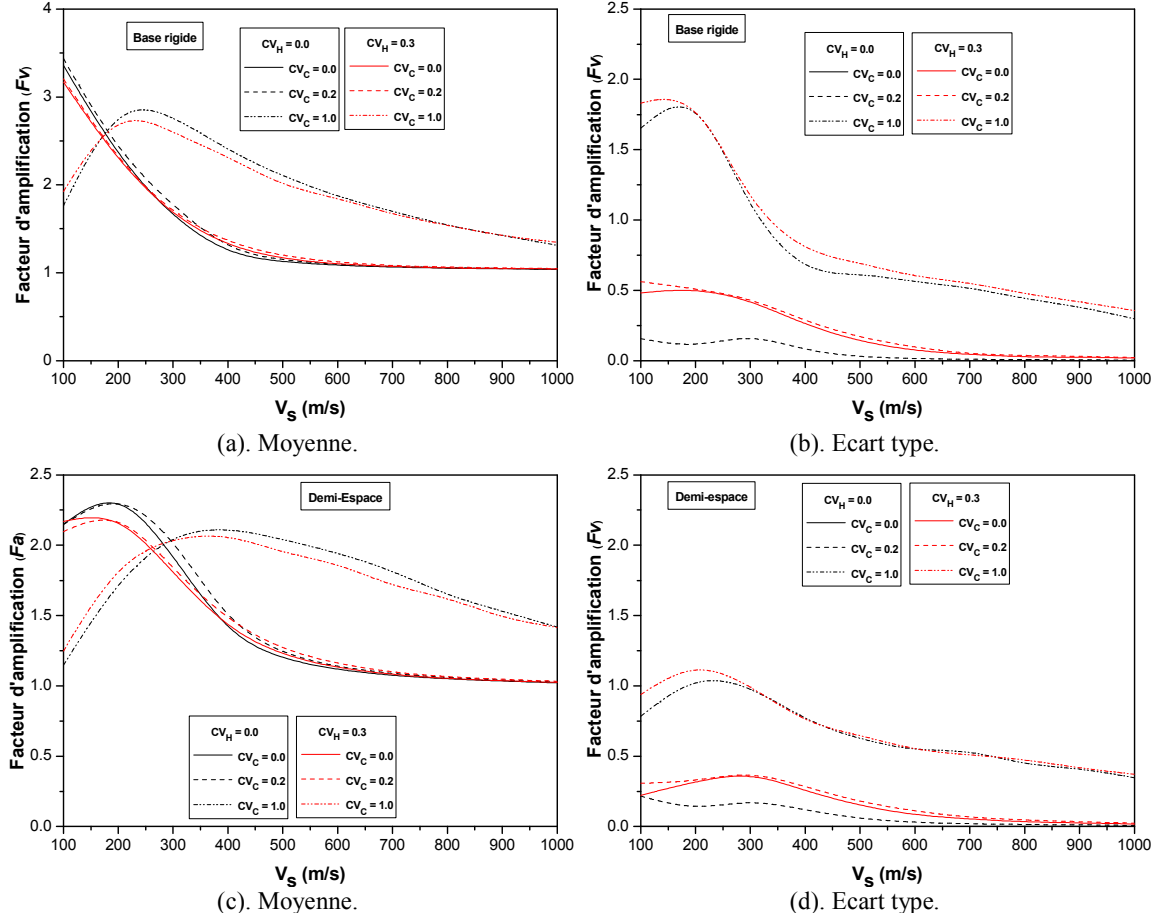 Base rigide
CV_H = 0.0
CV_C = 0.0
CV_C = 0.2
CV_C = 1.0
CV_H = 0.3
CV_C = 0.0
CV_C = 0.2
CV_C = 1.0
Facteur d'amplification (Fv)
4
3
2
1
0
100 200 300 400 500 600 700 800 900 1000
V_S (m/s)
(a). Moyenne.
Base rigide
CV_H = 0.0
CV_C = 0.0
CV_C = 0.2
CV_C = 1.0
CV_H = 0.3
CV_C = 0.0
CV_C = 0.2
CV_C = 1.0
Facteur d'amplification (Fv)
2.5
2.0
1.5
1.0
0.5
0.0
100 200 300 400 500 600 700 800 900 1000
V_S (m/s)
(b). Ecart type.
Demi-Espace
Facteur d'amplification (Fa)
2.5
2.0
1.5
1.0
0.5
0.0
CV_H = 0.0
CV_C = 0.0
CV_C = 0.2
CV_C = 1.0
CV_H = 0.3
CV_C = 0.0
CV_C = 0.2
CV_C = 1.0
100 200 300 400 500 600 700 800 900 1000
V_S (m/s)
(c). Moyenne.
Demi-espace
CV_H = 0.0
CV_C = 0.0
CV_C = 0.2
CV_C = 1.0
CV_H = 0.3
CV_C = 0.0
CV_C = 0.2
CV_C = 1.0
Facteur d'amplification (Fv)
2.5
2.0
1.5
1.0
0.5
0.0
100 200 300 400 500 600 700 800 900 1000
V_S (m/s)
(d). Ecart type.